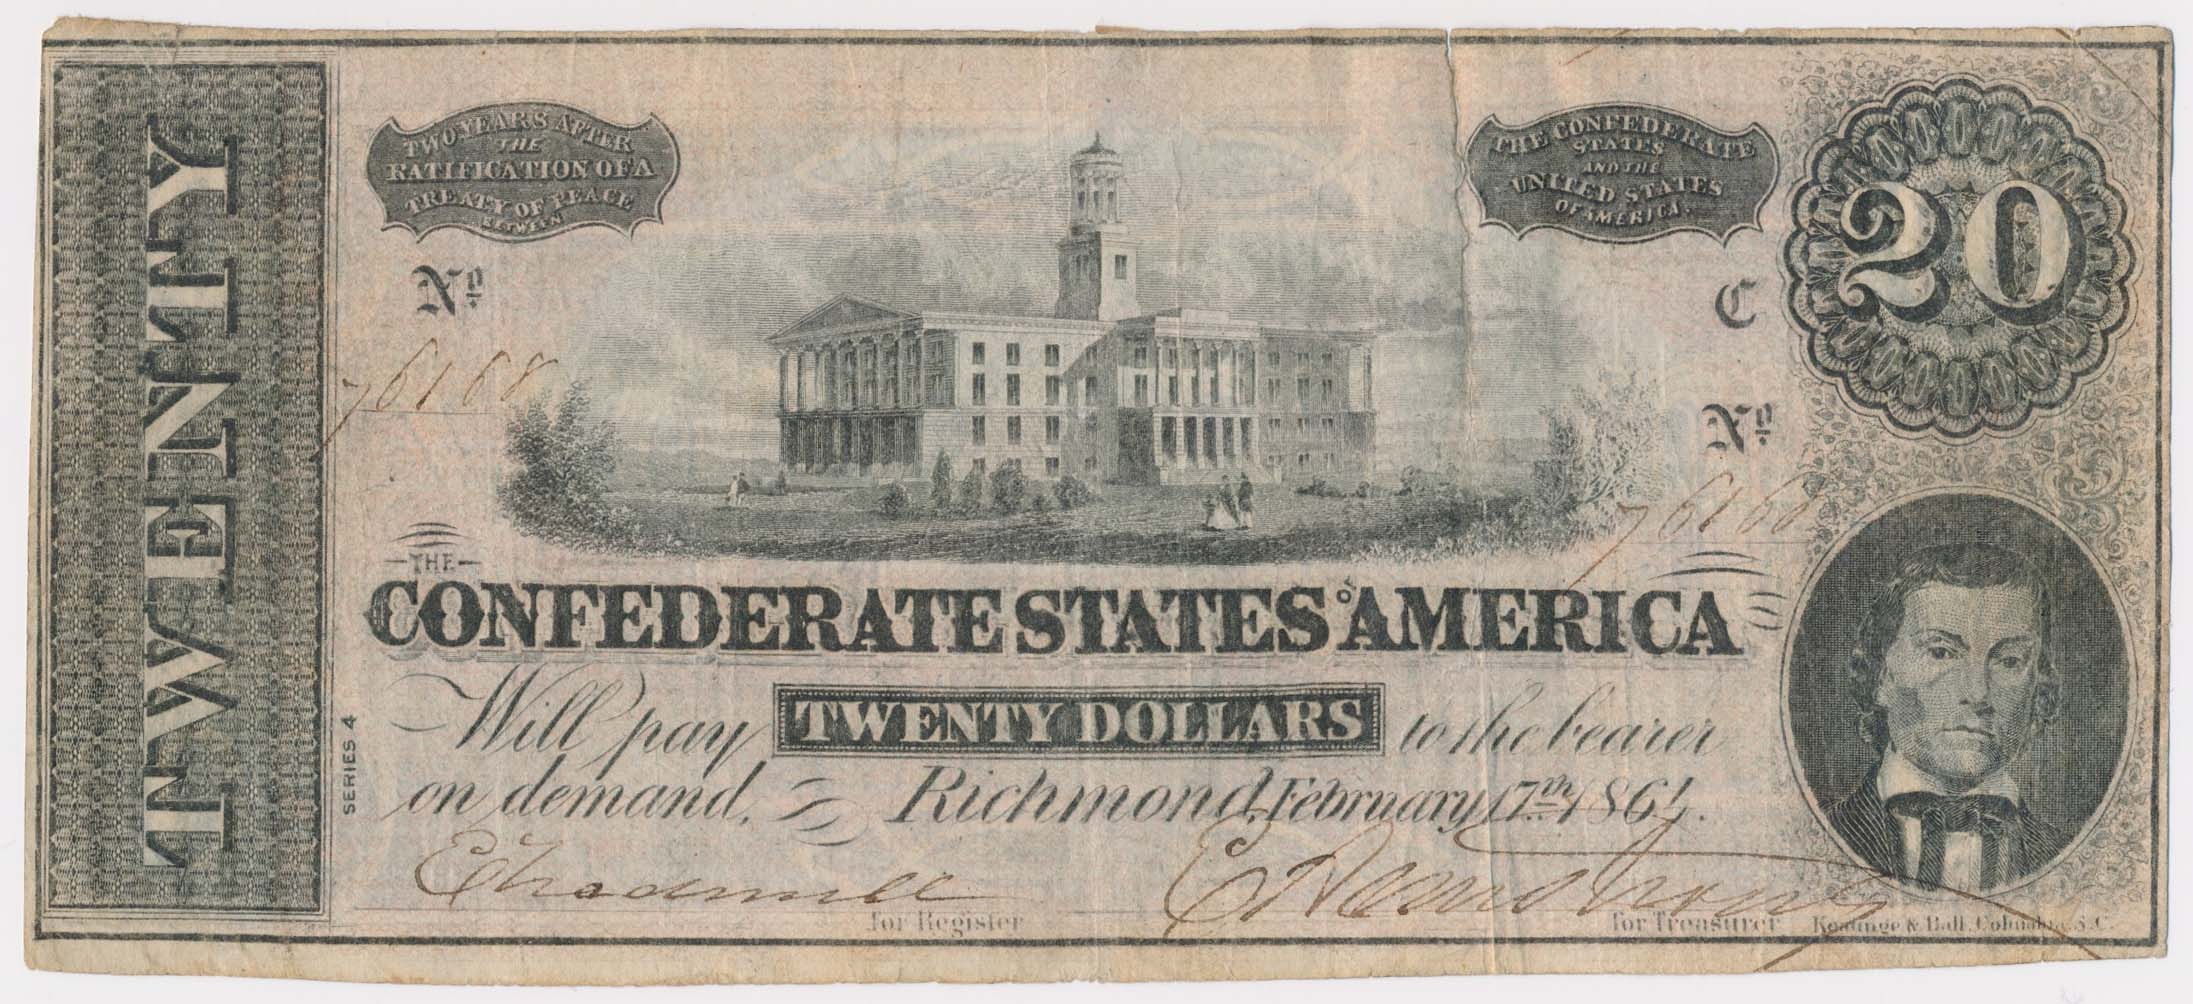 TWENTY
TWO YEARS AFTER
THE
RATIFICATION OF A
TREATY OF PEACE
BETWEEN
THE CONFEDERATE
STATES
AND THE
UNITED STATES
OF AMERICA.
20
Nº
C
76168
Nº
76168
THE
CONFEDERATE STATES OF AMERICA
Will pay TWENTY DOLLARS to the bearer
on demand, Richmond, February 17th 1864.
SERIES 4
for Register
for Treasurer
Keatinge & Ball, Columbia, S.C.